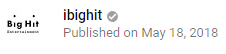 Big Hit
Entertainment
ibighit
Published on May 18, 2018